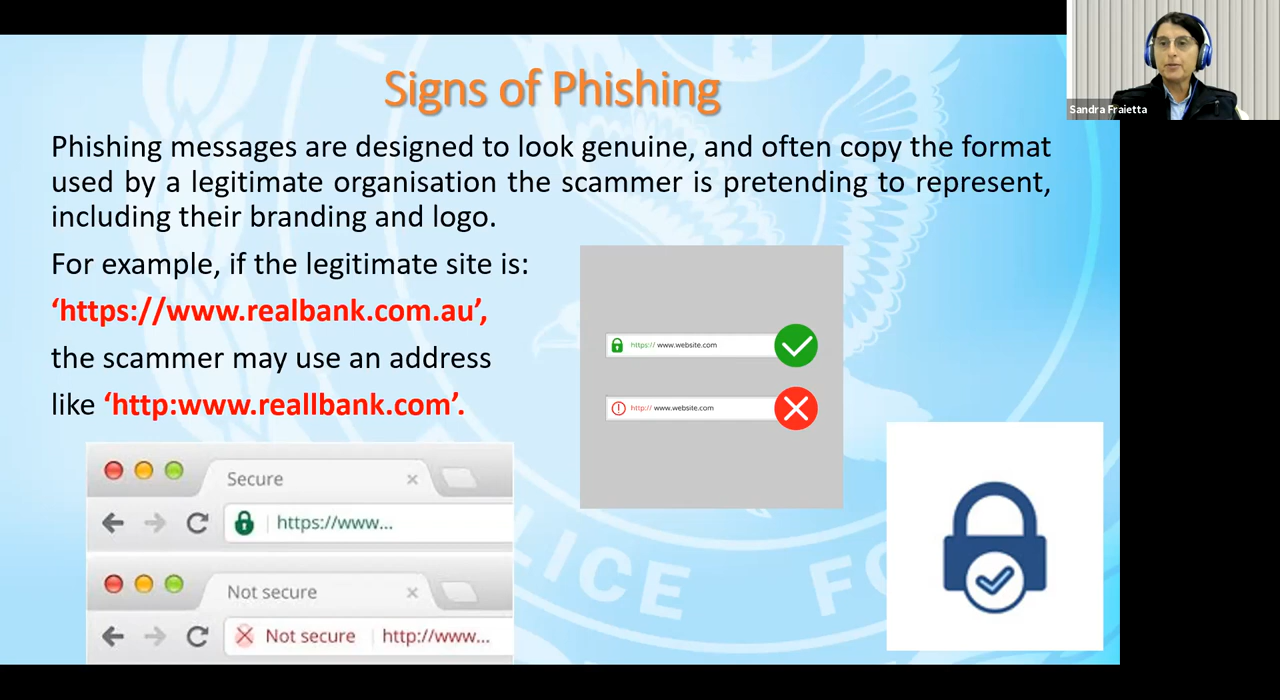 Sandra Fraietta
Signs of Phishing
Phishing messages are designed to look genuine, and often copy the format
used by a legitimate organisation the scammer is pretending to represent,
including their branding and logo.
For example, if the legitimate site is:
‘https://www.realbank.com.au’,
the scammer may use an address
like ‘http:www.reallbank.com’.
https:// www.website.com
http:// www.website.com
Secure
https://www...
Not secure
Not secure http://www...
LICE FO